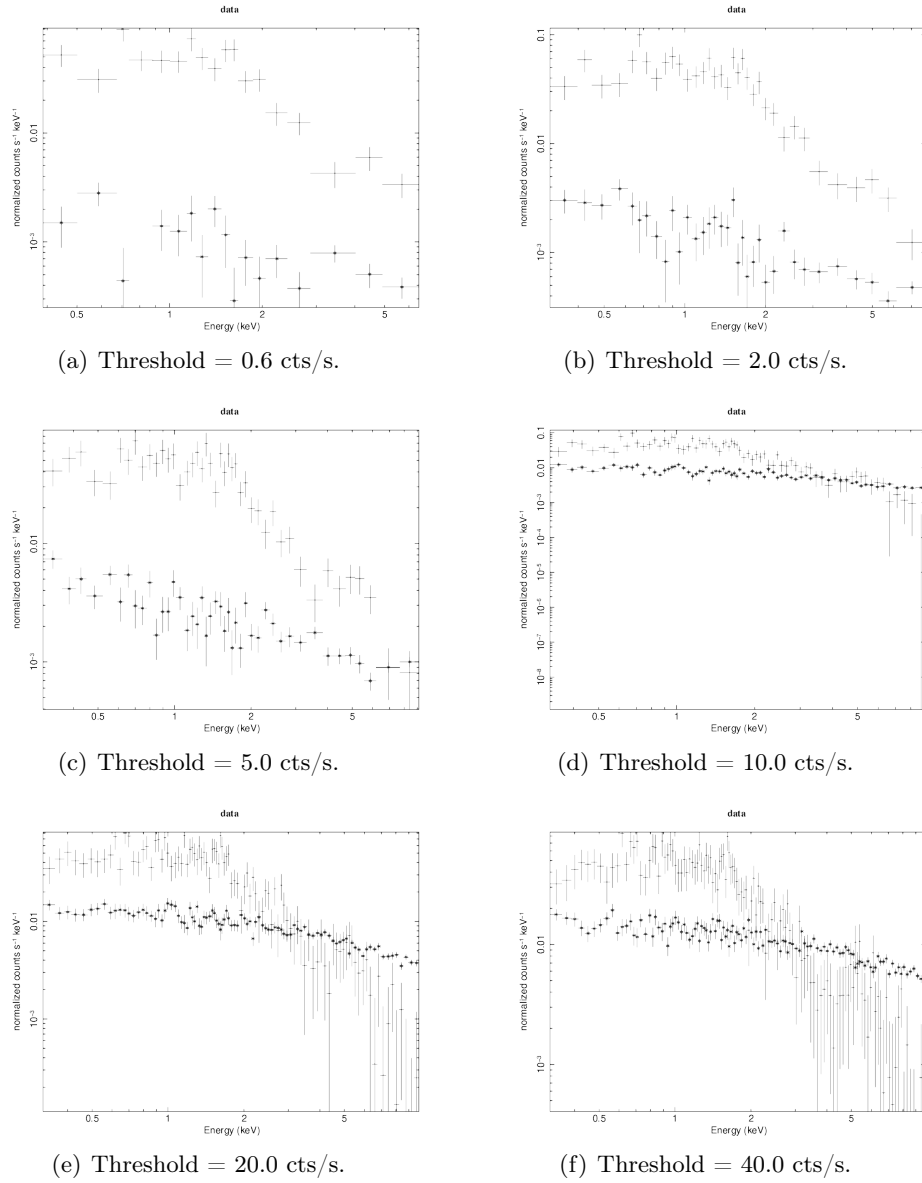 data
normalized counts s⁻¹ keV⁻¹
0.01
10⁻³
0.5 1 2 5
Energy (keV)
(a) Threshold = 0.6 cts/s.
data
normalized counts s⁻¹ keV⁻¹
0.1
0.01
10⁻³
0.5 1 2 5
Energy (keV)
(b) Threshold = 2.0 cts/s.
data
normalized counts s⁻¹ keV⁻¹
0.01
10⁻³
0.5 1 2 5
Energy (keV)
(c) Threshold = 5.0 cts/s.
data
normalized counts s⁻¹ keV⁻¹
0.1
0.01
10⁻³
10⁻⁴
10⁻⁵
10⁻⁶
10⁻⁷
10⁻⁸
0.5 1 2 5
Energy (keV)
(d) Threshold = 10.0 cts/s.
data
normalized counts s⁻¹ keV⁻¹
0.01
10⁻³
0.5 1 2 5
Energy (keV)
(e) Threshold = 20.0 cts/s.
data
normalized counts s⁻¹ keV⁻¹
0.01
10⁻³
0.5 1 2 5
Energy (keV)
(f) Threshold = 40.0 cts/s.